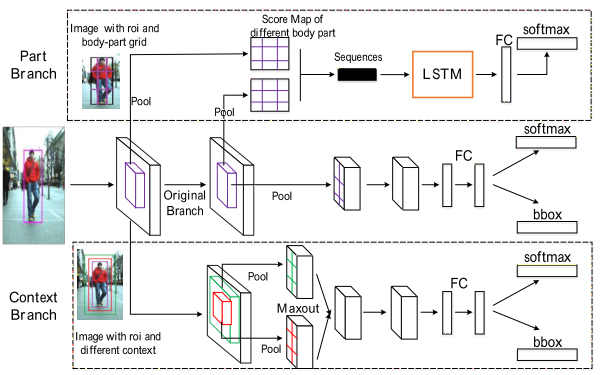 Part
Branch
Image with roi and
body-part grid
Score Map of
different body part
Pool
Pool
Sequences
LSTM
FC
softmax
Original
Branch
Pool
FC
softmax
bbox
Context
Branch
Image with roi and
different context
Pool
Maxout
Pool
FC
softmax
bbox